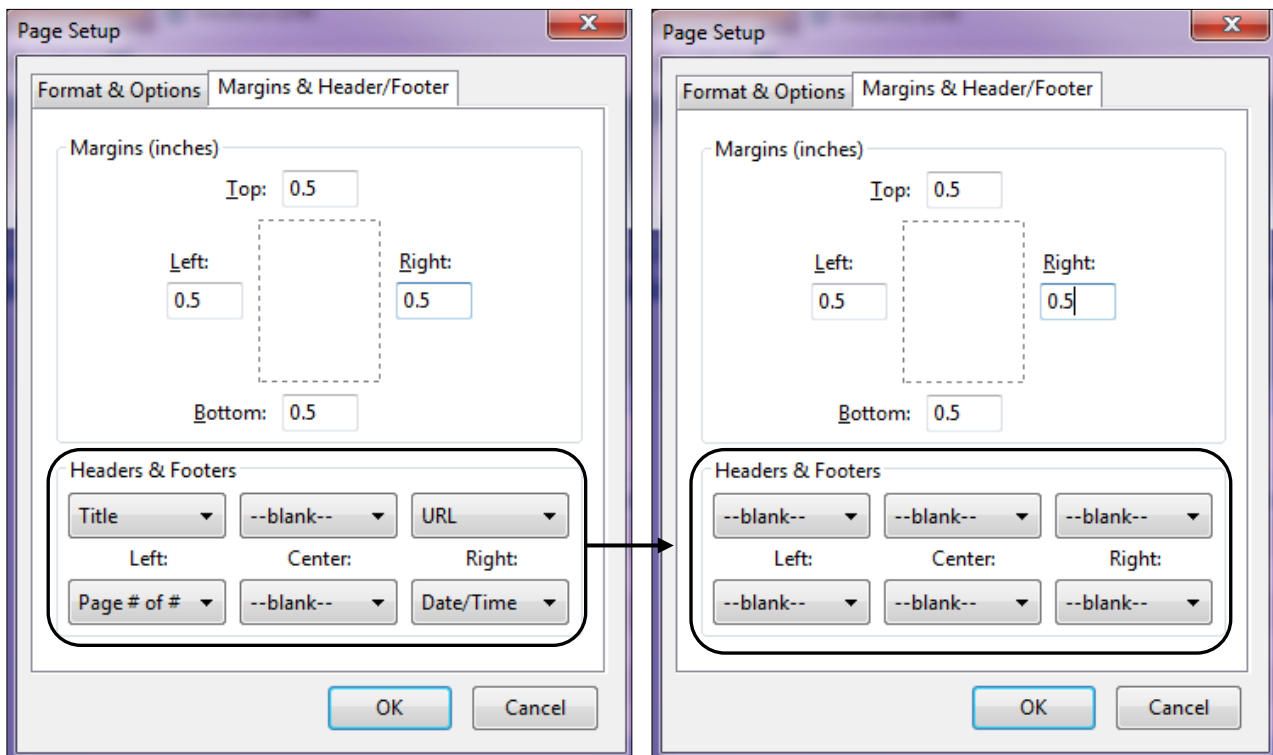 Page Setup
Format & Options Margins & Header/Footer
Margins (inches)
Top: 0.5
Left: Right:
0.5 0.5
Bottom: 0.5
Headers & Footers
Title --blank-- URL
Left: Center: Right:
Page # of # --blank-- Date/Time
OK Cancel
Page Setup
Format & Options Margins & Header/Footer
Margins (inches)
Top: 0.5
Left: Right:
0.5 0.5
Bottom: 0.5
Headers & Footers
--blank-- --blank-- --blank--
Left: Center: Right:
--blank-- --blank-- --blank--
OK Cancel